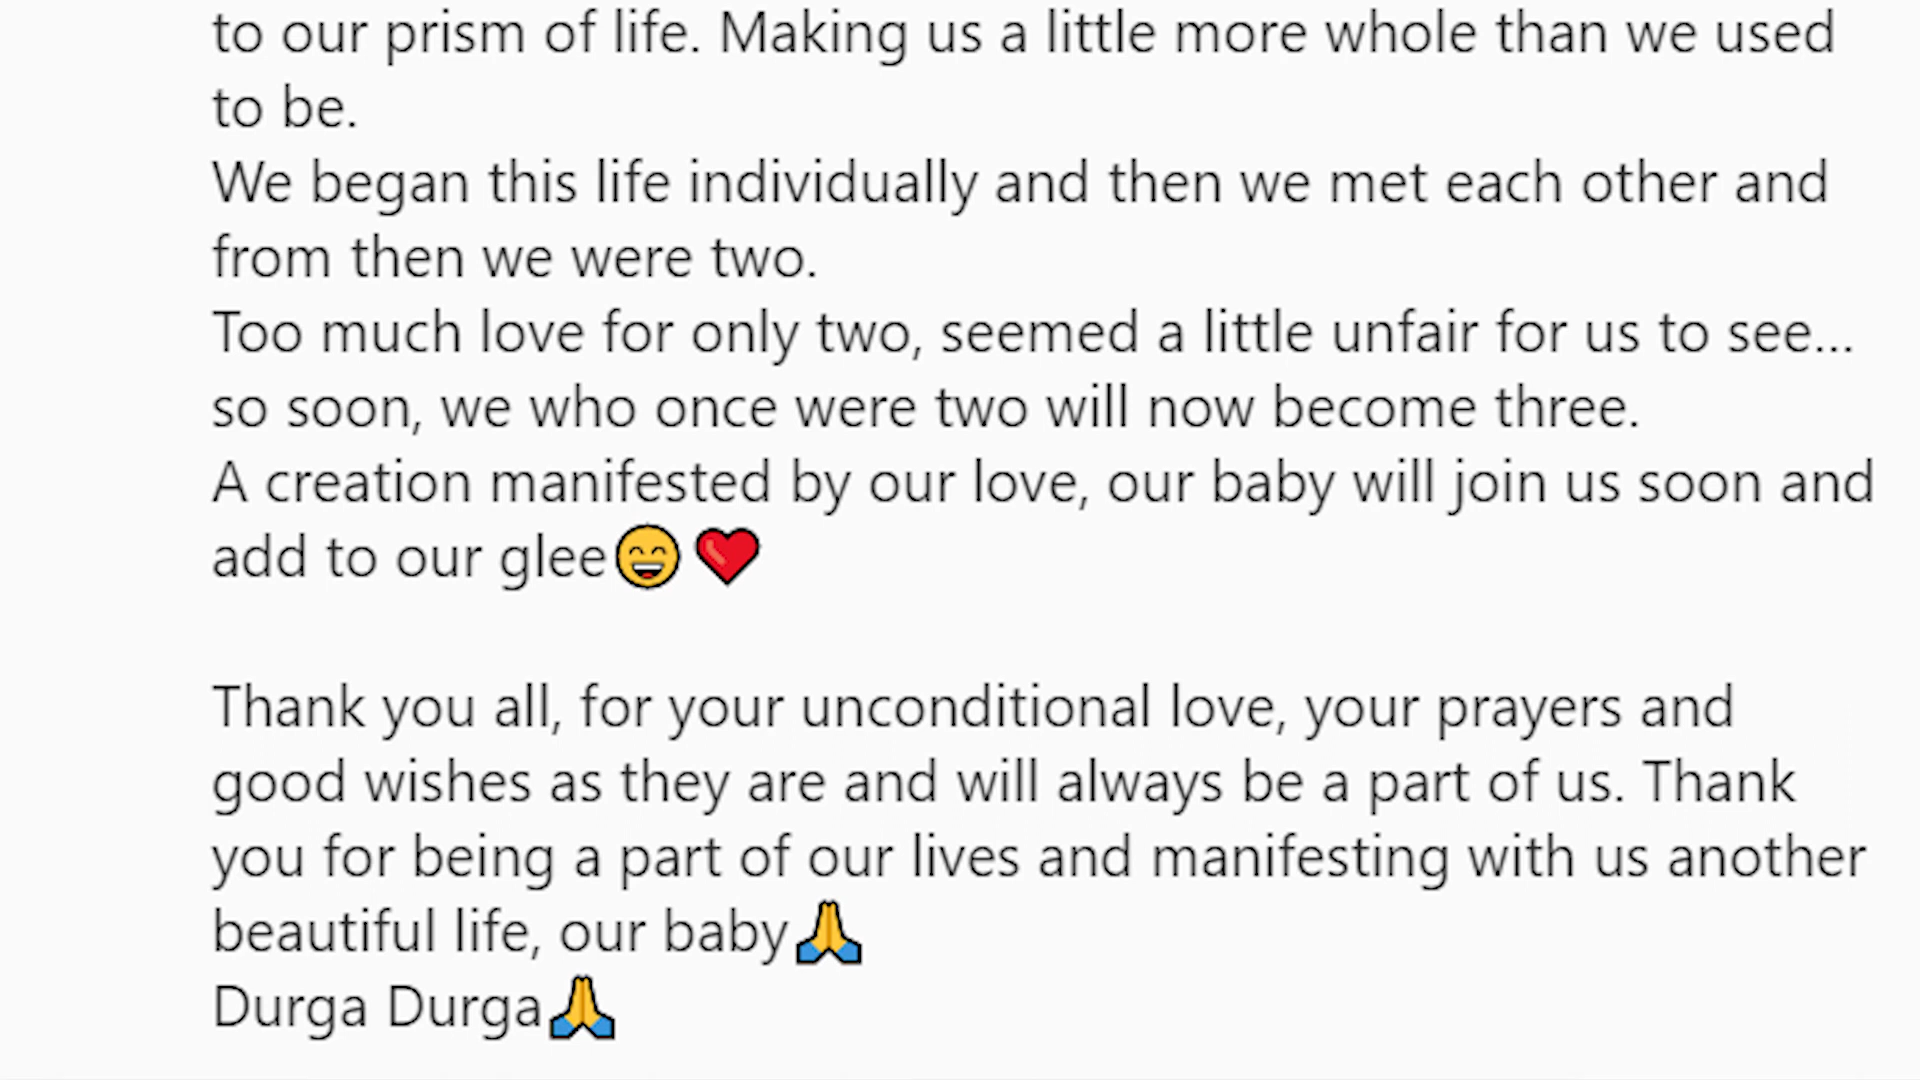 to our prism of life. Making us a little more whole than we used
to be.
We began this life individually and then we met each other and
from then we were two.
Too much love for only two, seemed a little unfair for us to see...
so soon, we who once were two will now become three.
A creation manifested by our love, our baby will join us soon and
add to our glee😄❤️
Thank you all, for your unconditional love, your prayers and
good wishes as they are and will always be a part of us. Thank
you for being a part of our lives and manifesting with us another
beautiful life, our baby🙏
Durga Durga🙏